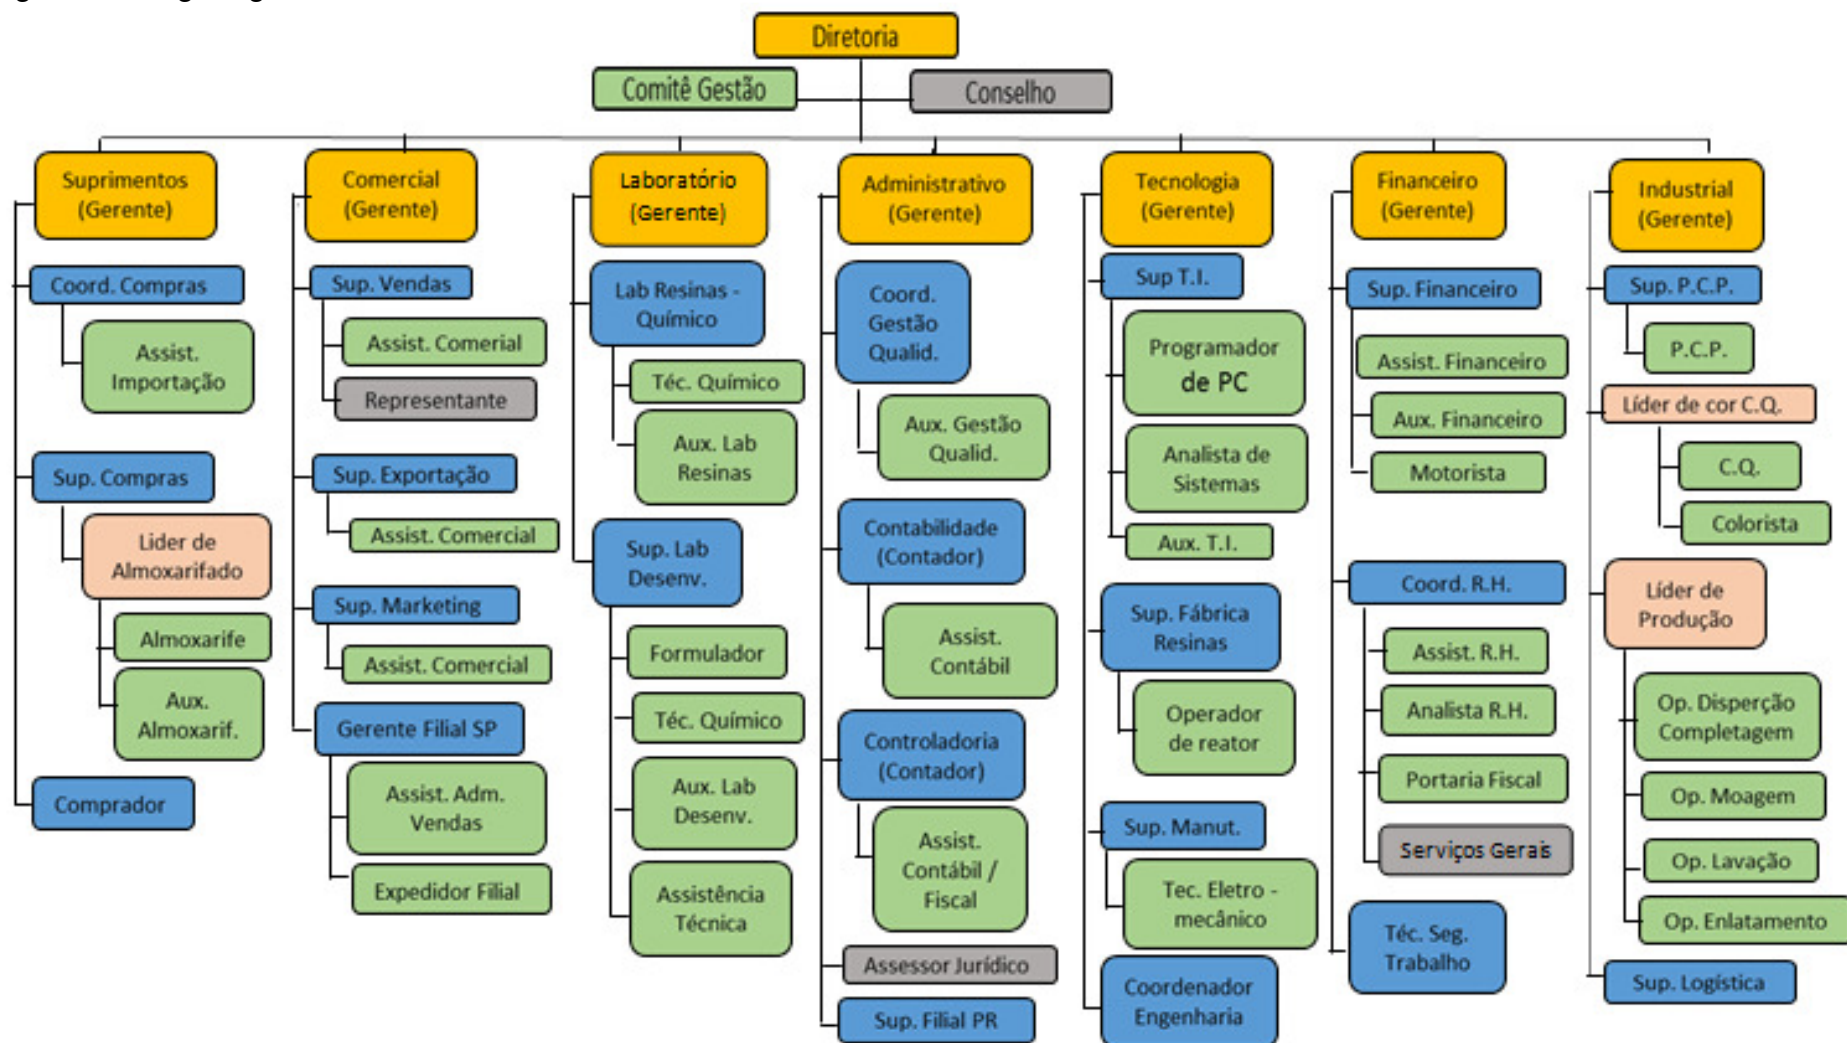 Diretoria
Comitê Gestão
Conselho
Suprimentos
(Gerente)
Coord. Compras
Assist.
Importação
Sup. Compras
Lider de
Almoxarifado
Almoxarife
Aux.
Almoxarif.
Comprador
Comercial
(Gerente)
Sup. Vendas
Assist. Comerial
Representante
Sup. Exportação
Assist. Comercial
Sup. Marketing
Assist. Comercial
Gerente Filial SP
Assist. Adm.
Vendas
Expedidor Filial
Laboratório
(Gerente)
Lab Resinas -
Químico
Téc. Químico
Aux. Lab
Resinas
Sup. Lab
Desenv.
Formulador
Téc. Químico
Aux. Lab
Desenv.
Assistência
Técnica
Administrativo
(Gerente)
Coord.
Gestão
Qualid.
Aux. Gestão
Qualid.
Contabilidade
(Contador)
Assist.
Contábil
Controladoria
(Contador)
Assist.
Contábil /
Fiscal
Assessor Jurídico
Sup. Filial PR
Tecnologia
(Gerente)
Sup T.I.
Programador
de PC
Analista de
Sistemas
Aux. T.I.
Sup. Fábrica
Resinas
Operador
de reator
Sup. Manut.
Tec. Eletro -
mecânico
Coordenador
Engenharia
Financeiro
(Gerente)
Sup. Financeiro
Assist. Financeiro
Aux. Financeiro
Motorista
Coord. R.H.
Assist. R.H.
Analista R.H.
Portaria Fiscal
Serviços Gerais
Téc. Seg.
Trabalho
Industrial
(Gerente)
Sup. P.C.P.
P.C.P.
Líder de cor C.Q.
C.Q.
Colorista
Líder de
Produção
Op. Disperção
Completagem
Op. Moagem
Op. Lavação
Op. Enlatamento
Sup. Logística